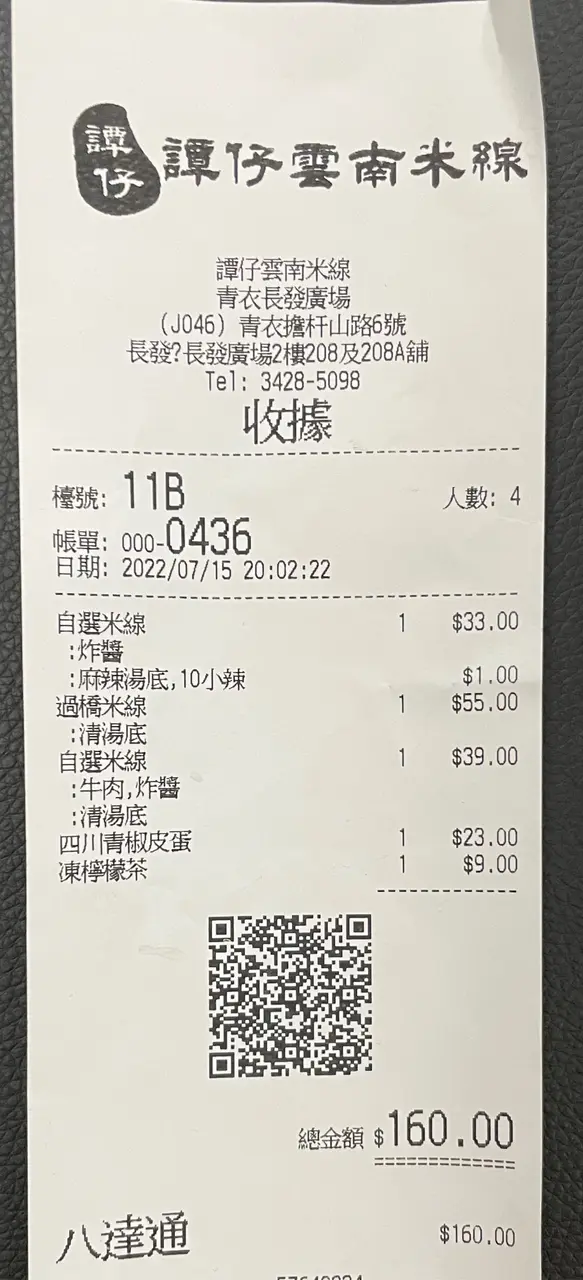 譚仔 譚仔雲南米線
譚仔雲南米線
青衣長發廣場
(J046) 青衣擔杆山路6號
長發?長發廣場2樓208及208A舖
Tel: 3428-5098
收據
檯號: 11B 人數: 4
帳單: 000-0436
日期: 2022/07/15 20:02:22
自選米線 1 $33.00
:炸醬
:麻辣湯底,10小辣 $1.00
過橋米線 1 $55.00
:清湯底
自選米線 1 $39.00
:牛肉,炸醬
:清湯底
四川青椒皮蛋 1 $23.00
凍檸檬茶 1 $9.00
總金額 $160.00
八達通 $160.00